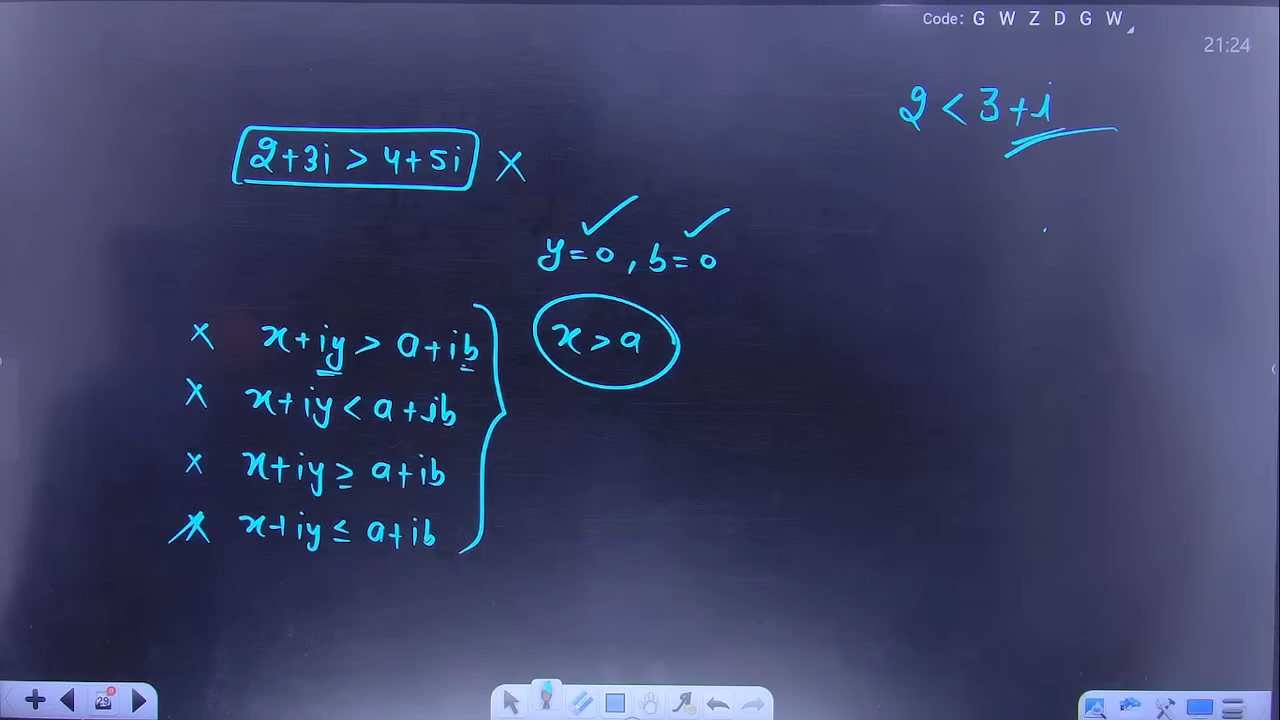 Code: G W Z D G W
21:24
2 < 3 + i
2+3i > 4+5i ×
y=0, b=0
× x+iy > a+ib
x > a
× x+iy < a+ib
× x+iy ≥ a+ib
× x+iy ≤ a+ib
29